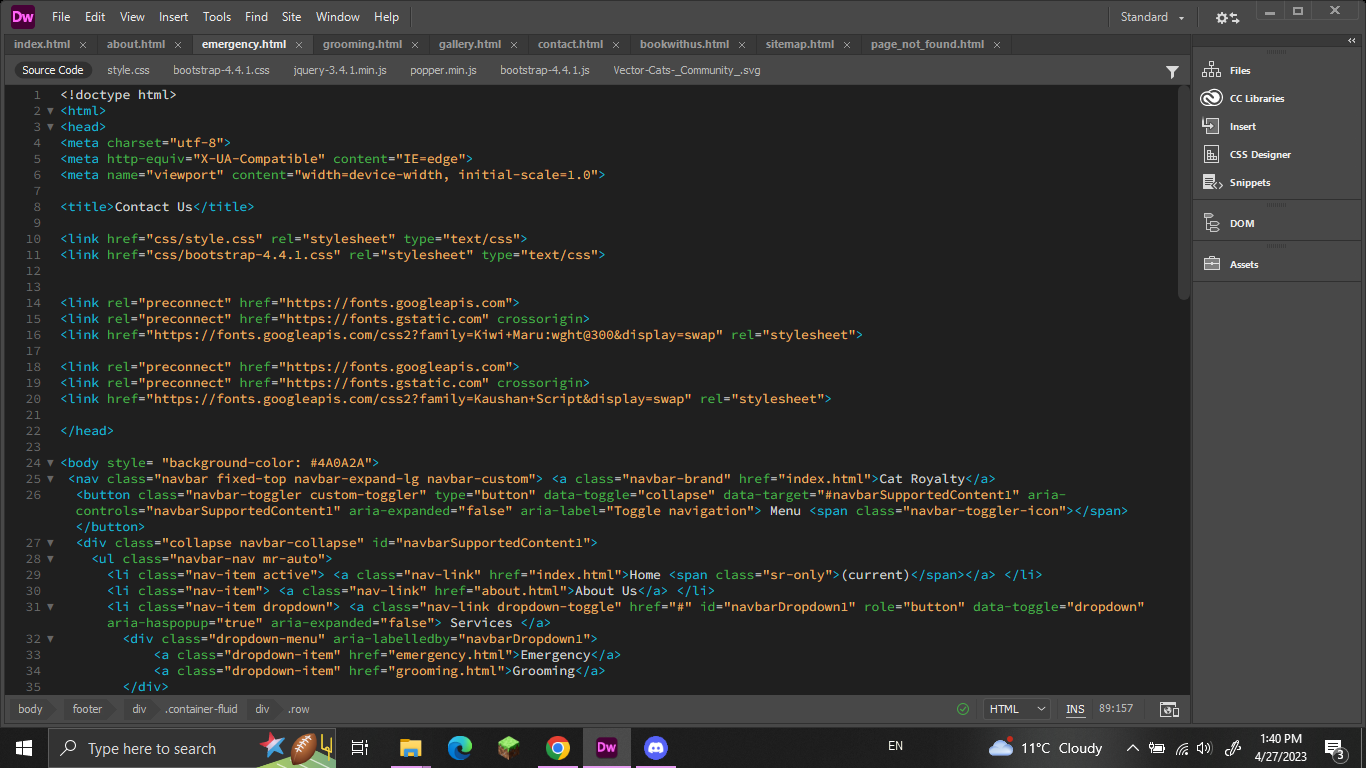 Dw File Edit View Insert Tools Find Site Window Help Standard
index.html about.html emergency.html grooming.html gallery.html contact.html bookwithus.html sitemap.html page_not_found.html
Source Code style.css bootstrap-4.4.1.css jquery-3.4.1.min.js popper.min.js bootstrap-4.4.1.js Vector-Cats-_Community_.svg
1 <!doctype html>
2 <html>
3 <head>
4 <meta charset="utf-8">
5 <meta http-equiv="X-UA-Compatible" content="IE=edge">
6 <meta name="viewport" content="width=device-width, initial-scale=1.0">
7
8 <title>Contact Us</title>
9
10 <link href="css/style.css" rel="stylesheet" type="text/css">
11 <link href="css/bootstrap-4.4.1.css" rel="stylesheet" type="text/css">
12
13
14 <link rel="preconnect" href="https://fonts.googleapis.com">
15 <link rel="preconnect" href="https://fonts.gstatic.com" crossorigin>
16 <link href="https://fonts.googleapis.com/css2?family=Kiwi+Maru:wght@300&display=swap" rel="stylesheet">
17
18 <link rel="preconnect" href="https://fonts.googleapis.com">
19 <link rel="preconnect" href="https://fonts.gstatic.com" crossorigin>
20 <link href="https://fonts.googleapis.com/css2?family=Kaushan+Script&display=swap" rel="stylesheet">
21
22 </head>
23
24 <body style= "background-color: #4A0A2A">
25 <nav class="navbar fixed-top navbar-expand-lg navbar-custom"> <a class="navbar-brand" href="index.html">Cat Royalty</a>
26 <button class="navbar-toggler custom-toggler" type="button" data-toggle="collapse" data-target="#navbarSupportedContent1" aria-
controls="navbarSupportedContent1" aria-expanded="false" aria-label="Toggle navigation"> Menu <span class="navbar-toggler-icon"></span>
</button>
27 <div class="collapse navbar-collapse" id="navbarSupportedContent1">
28 <ul class="navbar-nav mr-auto">
29 <li class="nav-item active"> <a class="nav-link" href="index.html">Home <span class="sr-only">(current)</span></a> </li>
30 <li class="nav-item"> <a class="nav-link" href="about.html">About Us</a> </li>
31 <li class="nav-item dropdown"> <a class="nav-link dropdown-toggle" href="#" id="navbarDropdown1" role="button" data-toggle="dropdown"
aria-haspopup="true" aria-expanded="false"> Services </a>
32 <div class="dropdown-menu" aria-labelledby="navbarDropdown1">
33 <a class="dropdown-item" href="emergency.html">Emergency</a>
34 <a class="dropdown-item" href="grooming.html">Grooming</a>
35 </div>
Files
CC Libraries
Insert
CSS Designer
Snippets
DOM
Assets
body footer div .container-fluid div .row HTML INS 89:157
Type here to search Dw EN 11°C Cloudy 1:40 PM
4/27/2023 3